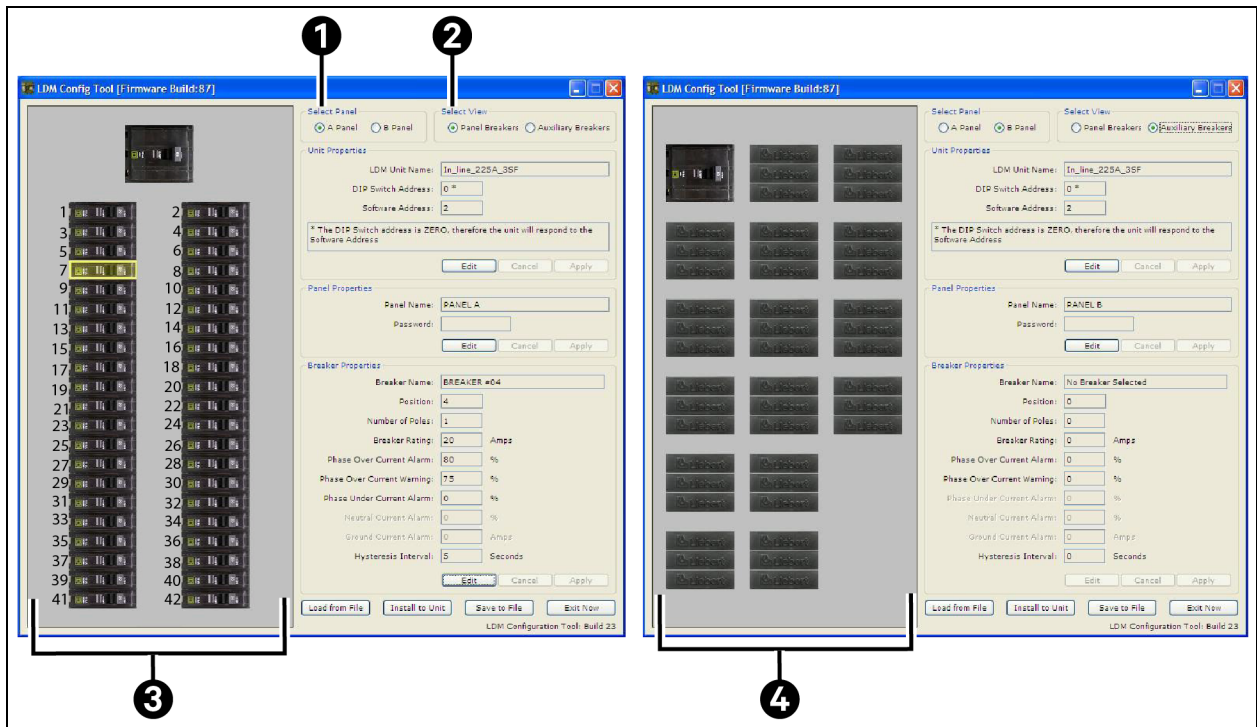 1 2
LDM Config Tool [Firmware Build:87]
Select Panel
A Panel B Panel
Select View
Panel Breakers Auxiliary Breakers
Unit Properties
LDM Unit Name: In_line_225A_3SF
DIP Switch Address: 0 *
Software Address: 2
* The DIP Switch address is ZERO, therefore the unit will respond to the
Software Address
Edit Cancel Apply
Panel Properties
Panel Name: PANEL A
Password:
Edit Cancel Apply
Breaker Properties
Breaker Name: BREAKER #04
Position: 4
Number of Poles: 1
Breaker Rating: 20 Amps
Phase Over Current Alarm: 80 %
Phase Over Current Warning: 75 %
Phase Under Current Alarm: 0 %
Neutral Current Alarm: 0 %
Ground Current Alarm: 0 Amps
Hysteresis Interval: 5 Seconds
Edit Cancel Apply
Load from File Install to Unit Save to File Exit Now
LDM Configuration Tool: Build 23
1 2
3 4
5 6
7 8
9 10
11 12
13 14
15 16
17 18
19 20
21 22
23 24
25 26
27 28
29 30
31 32
33 34
35 36
37 38
39 40
41 42
3
LDM Config Tool [Firmware Build:87]
Select Panel
A Panel B Panel
Select View
Panel Breakers Auxiliary Breakers
Unit Properties
LDM Unit Name: In_line_225A_3SF
DIP Switch Address: 0 *
Software Address: 2
* The DIP Switch address is ZERO, therefore the unit will respond to the
Software Address
Edit Cancel Apply
Panel Properties
Panel Name: PANEL B
Password:
Edit Cancel Apply
Breaker Properties
Breaker Name: No Breaker Selected
Position: 0
Number of Poles: 0
Breaker Rating: 0 Amps
Phase Over Current Alarm: 0 %
Phase Over Current Warning: 0 %
Phase Under Current Alarm: 0 %
Neutral Current Alarm: 0 %
Ground Current Alarm: 0 Amps
Hysteresis Interval: 0 Seconds
Edit Cancel Apply
Load from File Install to Unit Save to File Exit Now
LDM Configuration Tool: Build 23
4